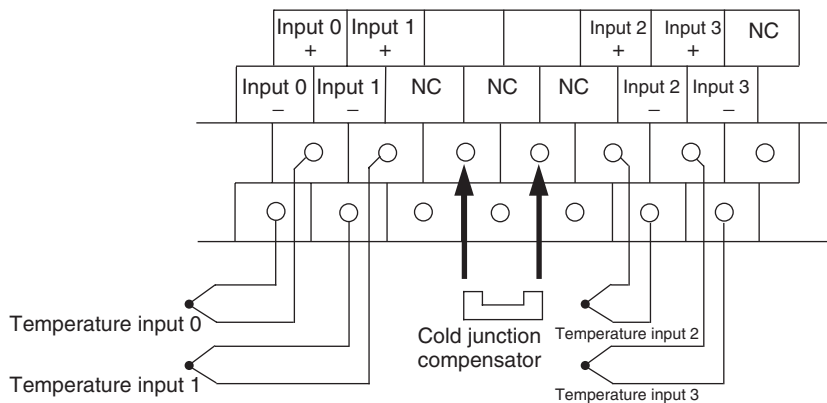 Input 0 Input 1 Input 2 Input 3 NC
+ + + +
Input 0 Input 1 NC NC NC Input 2 Input 3
– – – –
Temperature input 0
Cold junction
compensator
Temperature input 2
Temperature input 1
Temperature input 3